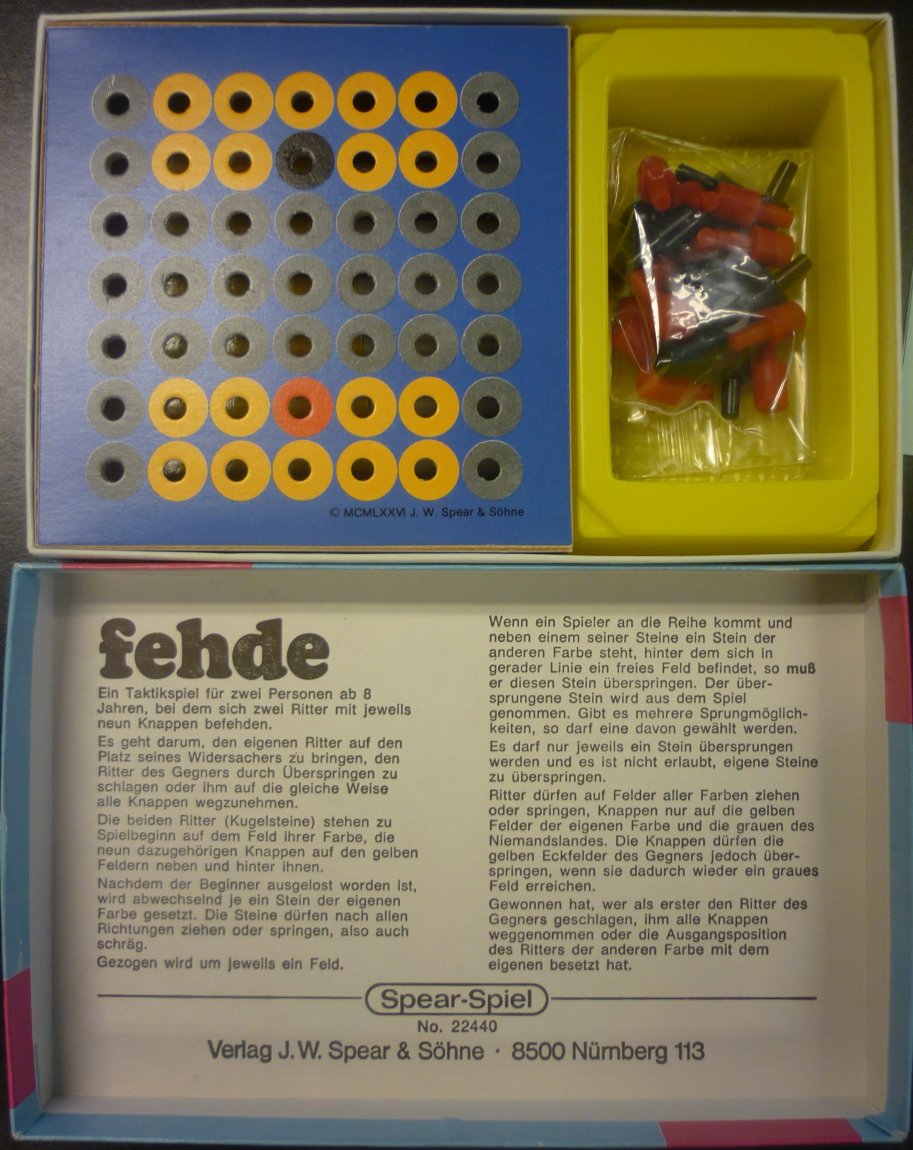 © MCMLXXVI J. W. Spear & Söhne
fehde
Ein Taktikspiel für zwei Personen ab 8
Jahren, bei dem sich zwei Ritter mit jeweils
neun Knappen befehden.
Es geht darum, den eigenen Ritter auf den
Platz seines Widersachers zu bringen, den
Ritter des Gegners durch Überspringen zu
schlagen oder ihm auf die gleiche Weise
alle Knappen wegzunehmen.
Die beiden Ritter (Kugelsteine) stehen zu
Spielbeginn auf dem Feld ihrer Farbe, die
neun dazugehörigen Knappen auf den gelben
Feldern neben und hinter ihnen.
Nachdem der Beginner ausgelost worden ist,
wird abwechselnd je ein Stein der eigenen
Farbe gesetzt. Die Steine dürfen nach allen
Richtungen ziehen oder springen, also auch
schräg.
Gezogen wird um jeweils ein Feld.
Wenn ein Spieler an die Reihe kommt und
neben einem seiner Steine ein Stein der
anderen Farbe steht, hinter dem sich in
gerader Linie ein freies Feld befindet, so muß
er diesen Stein überspringen. Der über-
sprungene Stein wird aus dem Spiel
genommen. Gibt es mehrere Sprungmöglich-
keiten, so darf eine davon gewählt werden.
Es darf nur jeweils ein Stein übersprungen
werden und es ist nicht erlaubt, eigene Steine
zu überspringen.
Ritter dürfen auf Felder aller Farben ziehen
oder springen, Knappen nur auf die gelben
Felder der eigenen Farbe und die grauen des
Niemandslandes. Die Knappen dürfen die
gelben Eckfelder des Gegners jedoch über-
springen, wenn sie dadurch wieder ein graues
Feld erreichen.
Gewonnen hat, wer als erster den Ritter des
Gegners geschlagen, ihm alle Knappen
weggenommen oder die Ausgangsposition
des Ritters der anderen Farbe mit dem
eigenen besetzt hat.
Spear-Spiel
No. 22440
Verlag J. W. Spear & Söhne · 8500 Nürnberg 113